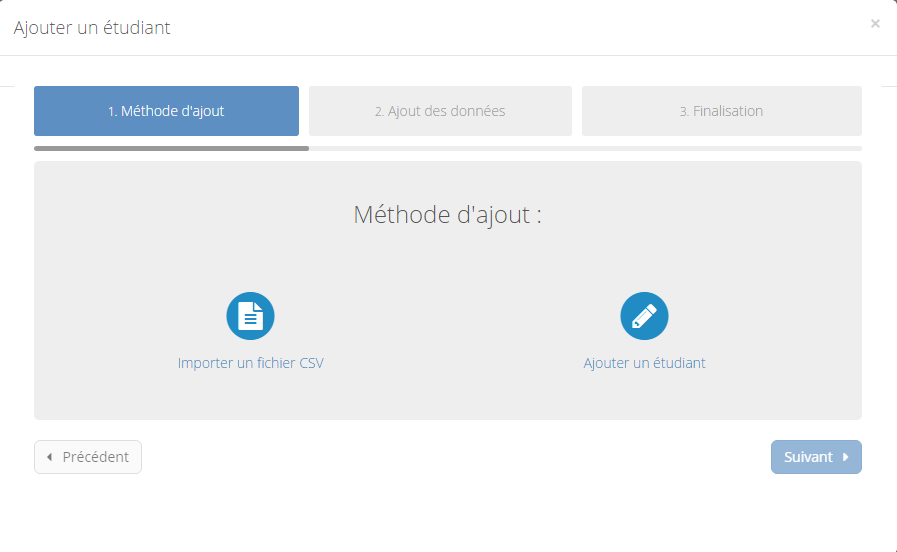 Ajouter un étudiant
×
1. Méthode d'ajout
2. Ajout des données
3. Finalisation
Méthode d'ajout :
Importer un fichier CSV
Ajouter un étudiant
Précédent
Suivant